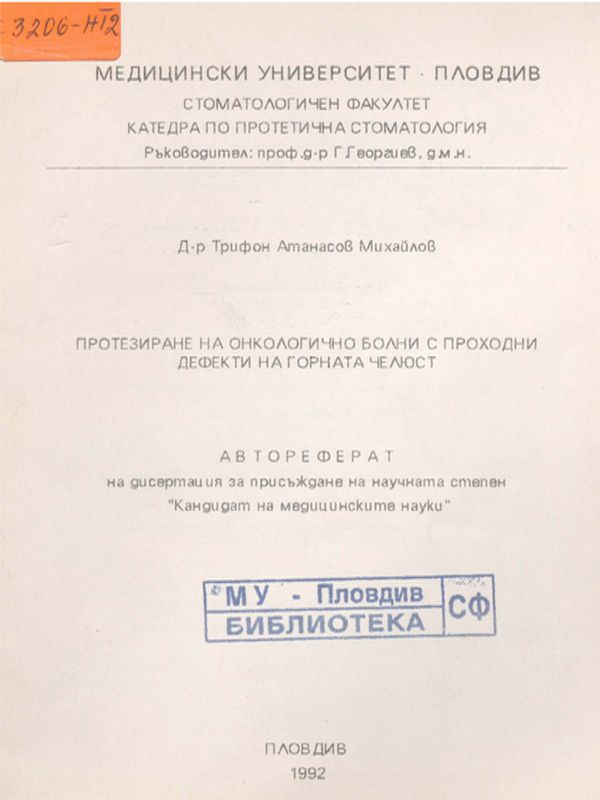 3206-НІ2
МЕДИЦИНСКИ УНИВЕРСИТЕТ · ПЛОВДИВ
СТОМАТОЛОГИЧЕН ФАКУЛТЕТ
КАТЕДРА ПО ПРОТЕТИЧНА СТОМАТОЛОГИЯ
Ръководител: проф.д-р Г.Георгиев, д.м.н.
Д-р Трифон Атанасов Михайлов
ПРОТЕЗИРАНЕ НА ОНКОЛОГИЧНО БОЛНИ С ПРОХОДНИ
ДЕФЕКТИ НА ГОРНАТА ЧЕЛЮСТ
АВТОРЕФЕРАТ
на дисертация за присъждане на научната степен
"Кандидат на медицинските науки"
МУ - Пловдив
БИБЛИОТЕКА
СФ
ПЛОВДИВ
1992